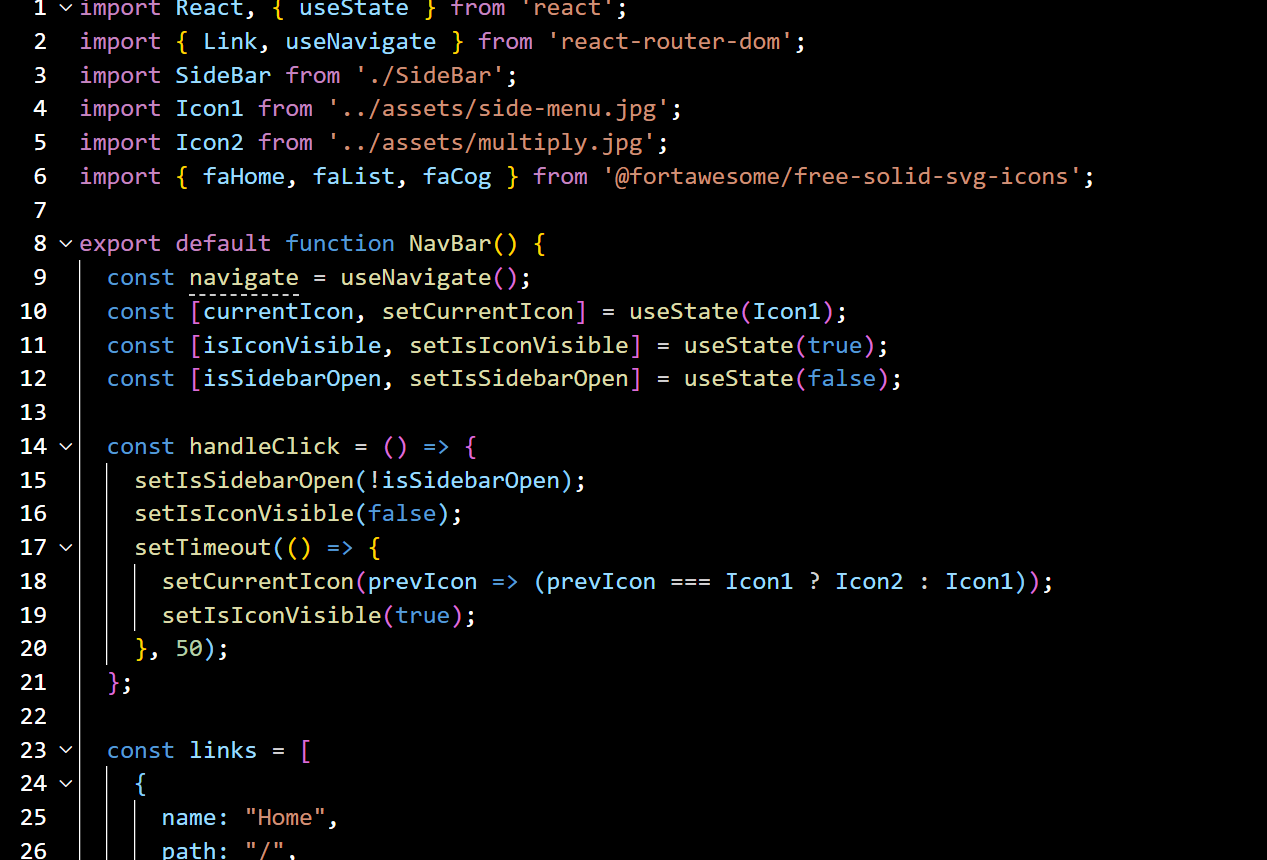 1 import React, { useState } from 'react';
2 import { Link, useNavigate } from 'react-router-dom';
3 import SideBar from './SideBar';
4 import Icon1 from '../assets/side-menu.jpg';
5 import Icon2 from '../assets/multiply.jpg';
6 import { faHome, faList, faCog } from '@fortawesome/free-solid-svg-icons';
7
8 export default function NavBar() {
9 const navigate = useNavigate();
10 const [currentIcon, setCurrentIcon] = useState(Icon1);
11 const [isIconVisible, setIsIconVisible] = useState(true);
12 const [isSidebarOpen, setIsSidebarOpen] = useState(false);
13
14 const handleClick = () => {
15 setIsSidebarOpen(!isSidebarOpen);
16 setIsIconVisible(false);
17 setTimeout(() => {
18 setCurrentIcon(prevIcon => (prevIcon === Icon1 ? Icon2 : Icon1));
19 setIsIconVisible(true);
20 }, 50);
21 };
22
23 const links = [
24 {
25 name: "Home",
26 path: "/",